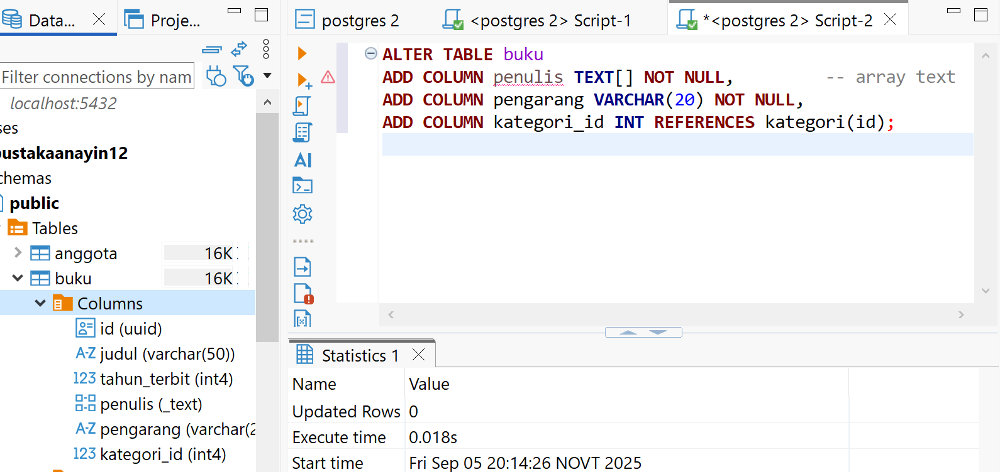 Data...
Proje...
Filter connections by nam
localhost:5432
ses
pustakaanayin12
chemas
public
Tables
anggota 16K
buku 16K
Columns
id (uuid)
A-Z judul (varchar(50))
123 tahun_terbit (int4)
penulis (_text)
A-Z pengarang (varchar(2
123 kategori_id (int4)
postgres 2
<postgres 2> Script-1
*<postgres 2> Script-2
AI
ALTER TABLE buku
ADD COLUMN penulis TEXT[] NOT NULL, -- array text
ADD COLUMN pengarang VARCHAR(20) NOT NULL,
ADD COLUMN kategori_id INT REFERENCES kategori(id);
Statistics 1
Name Value
Updated Rows 0
Execute time 0.018s
Start time Fri Sep 05 20:14:26 NOVT 2025